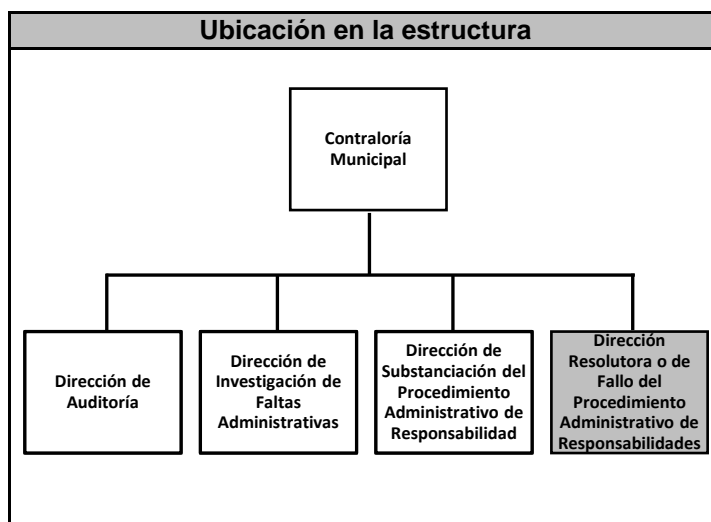 Ubicación en la estructura
Contraloría
Municipal
Dirección de
Auditoría
Dirección de
Investigación de
Faltas
Administrativas
Dirección de
Substanciación del
Procedimiento
Administrativo de
Responsabilidad
Dirección
Resolutora o de
Fallo del
Procedimiento
Administrativo de
Responsabilidades